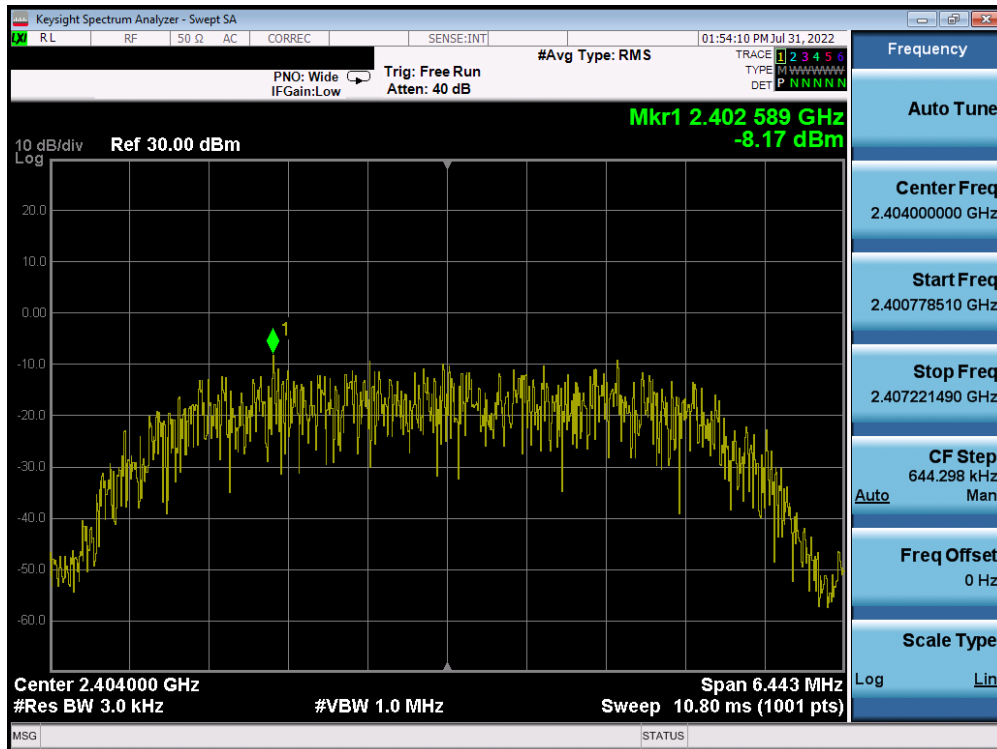 Keysight Spectrum Analyzer - Swept SA
LXI RL RF 50 Ω AC CORREC SENSE:INT 01:54:10 PM Jul 31, 2022
Frequency
#Avg Type: RMS
TRACE 1 2 3 4 5 6
PNO: Wide
Trig: Free Run
TYPE M WWWWW
IFGain:Low
Atten: 40 dB
DET P N N N N N
Auto Tune
Mkr1 2.402 589 GHz
-8.17 dBm
10 dB/div
Log
Ref 30.00 dBm
Center Freq
2.404000000 GHz
20.0
10.0
Start Freq
2.400778510 GHz
0.00
1
-10.0
Stop Freq
2.407221490 GHz
-20.0
-30.0
CF Step
644.298 kHz
Auto Man
-40.0
-50.0
Freq Offset
0 Hz
-60.0
Scale Type
Log Lin
Center 2.404000 GHz Span 6.443 MHz
#Res BW 3.0 kHz #VBW 1.0 MHz Sweep 10.80 ms (1001 pts)
MSG STATUS